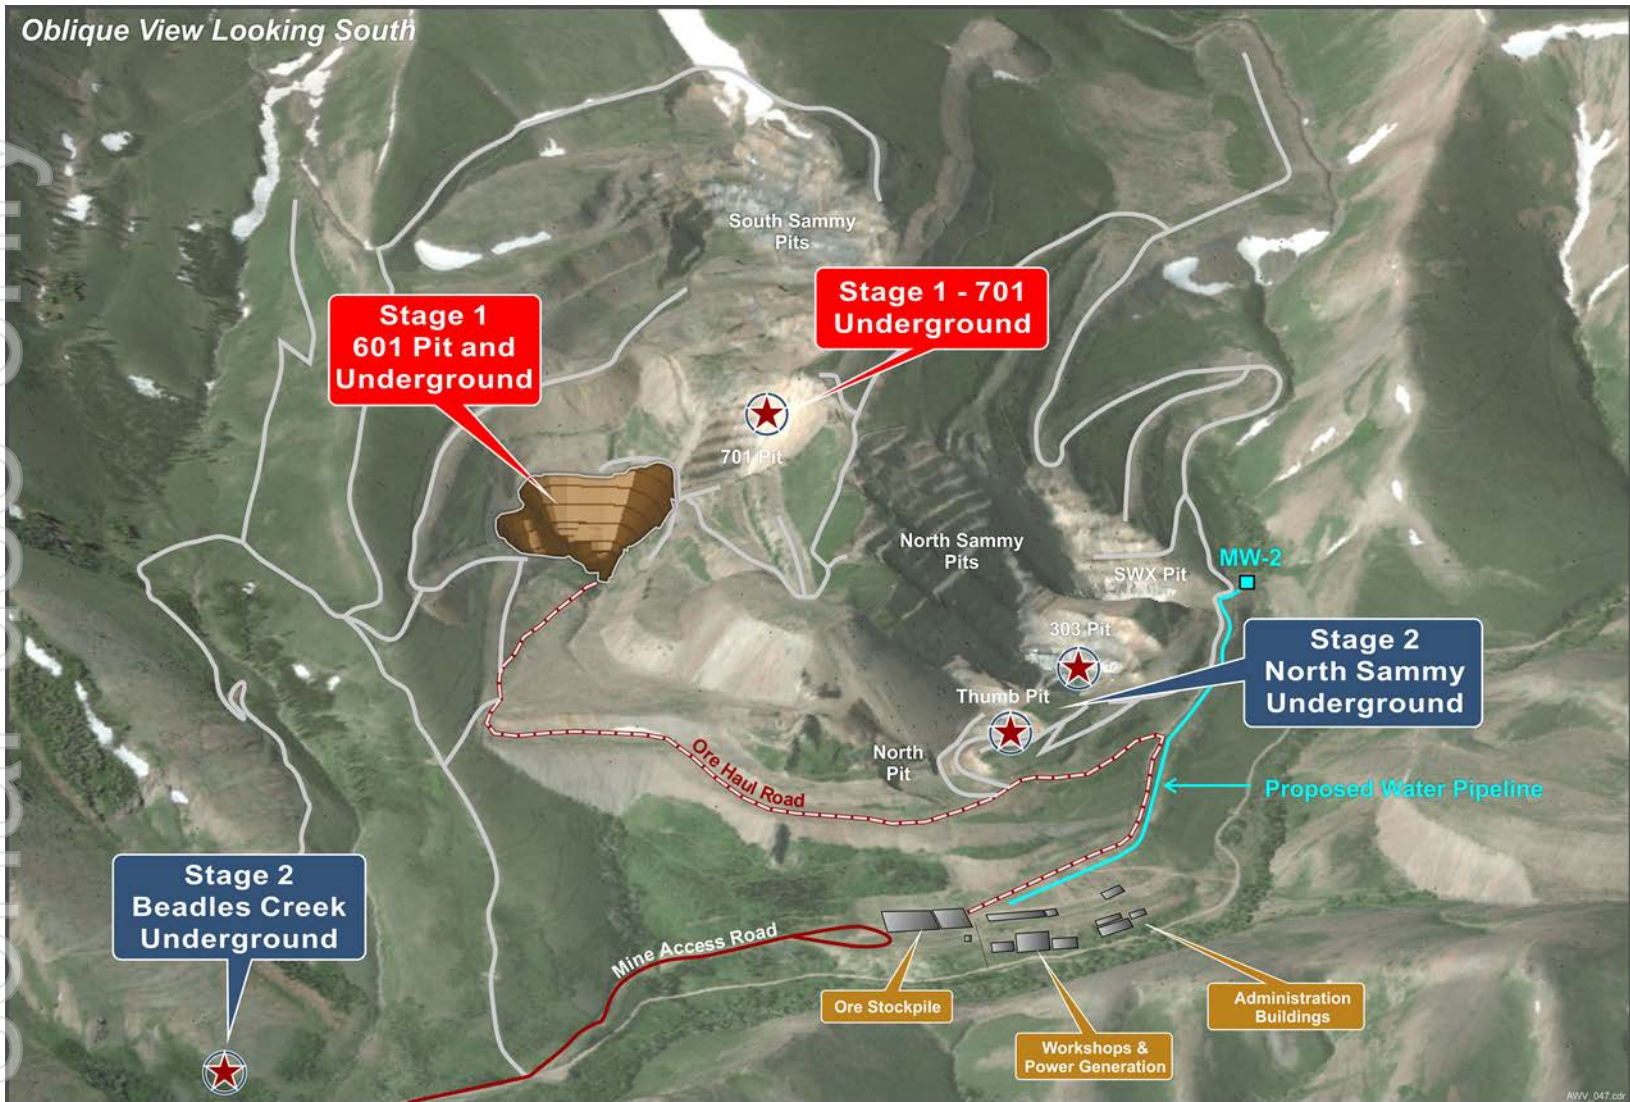 Oblique View Looking South
South Sammy
Pits
Stage 1 - 701
Underground
Stage 1
601 Pit and
Underground
701 Pit
North Sammy
Pits
MW-2
SWX Pit
303 Pit
Stage 2
North Sammy
Underground
Thumb Pit
North
Pit
Ore Haul Road
Proposed Water Pipeline
Stage 2
Beadles Creek
Underground
Mine Access Road
Ore Stockpile
Administration
Buildings
Workshops &
Power Generation
AWV_047.cdr